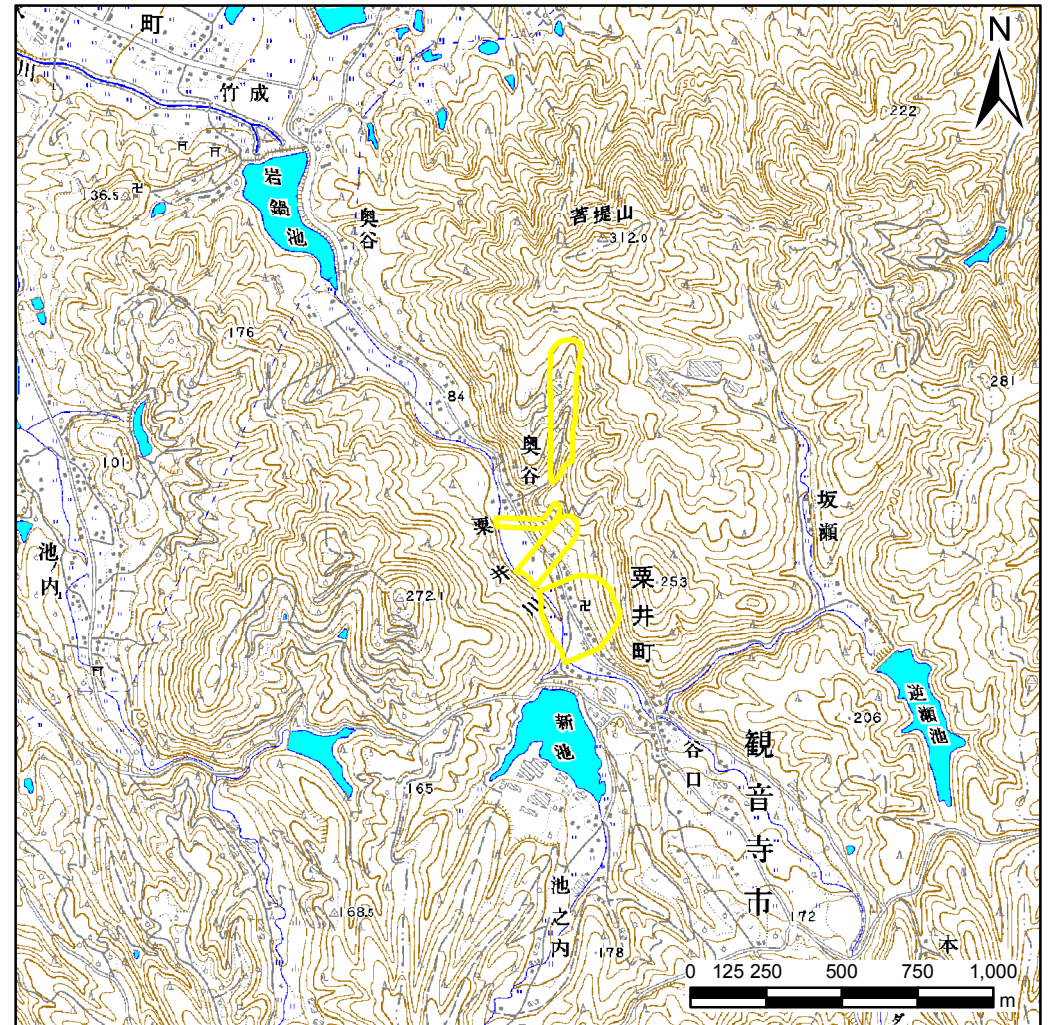 町
川
竹成
N
222
岩鍋池
136.5
奥谷
菩提山
312.0
176
84
281
奥谷
101
坂瀬
粟井川
池内
粟井町
253
272.1
逆瀬池
206
新池
谷口
観音寺市
165
池之内
168.5
172
178
本
0 125 250 500 750 1,000
m